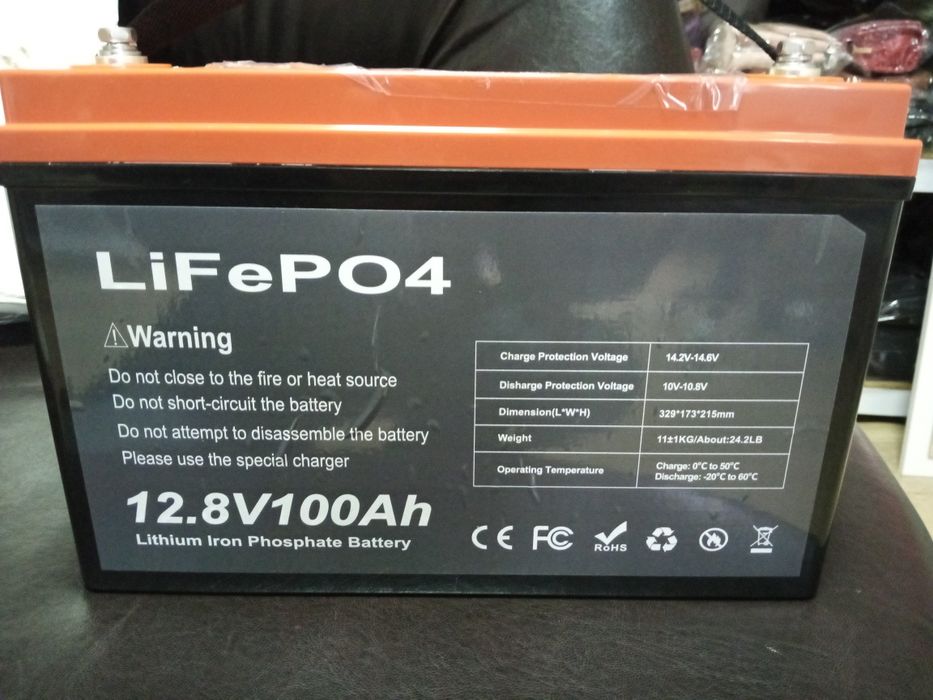 LiFePO4
⚠Warning
Do not close to the fire or heat source
Do not short-circuit the battery
Do not attempt to disassemble the battery
Please use the special charger
12.8V100Ah
Lithium Iron Phosphate Battery
Charge Protection Voltage 14.2V-14.6V
Disharge Protection Voltage 10V-10.8V
Dimension(L*W*H) 329*173*215mm
Weight 11±1KG/About:24.2LB
Operating Temperature Charge: 0℃ to 50℃
Discharge: -20℃ to 60℃
CE FC RoHS